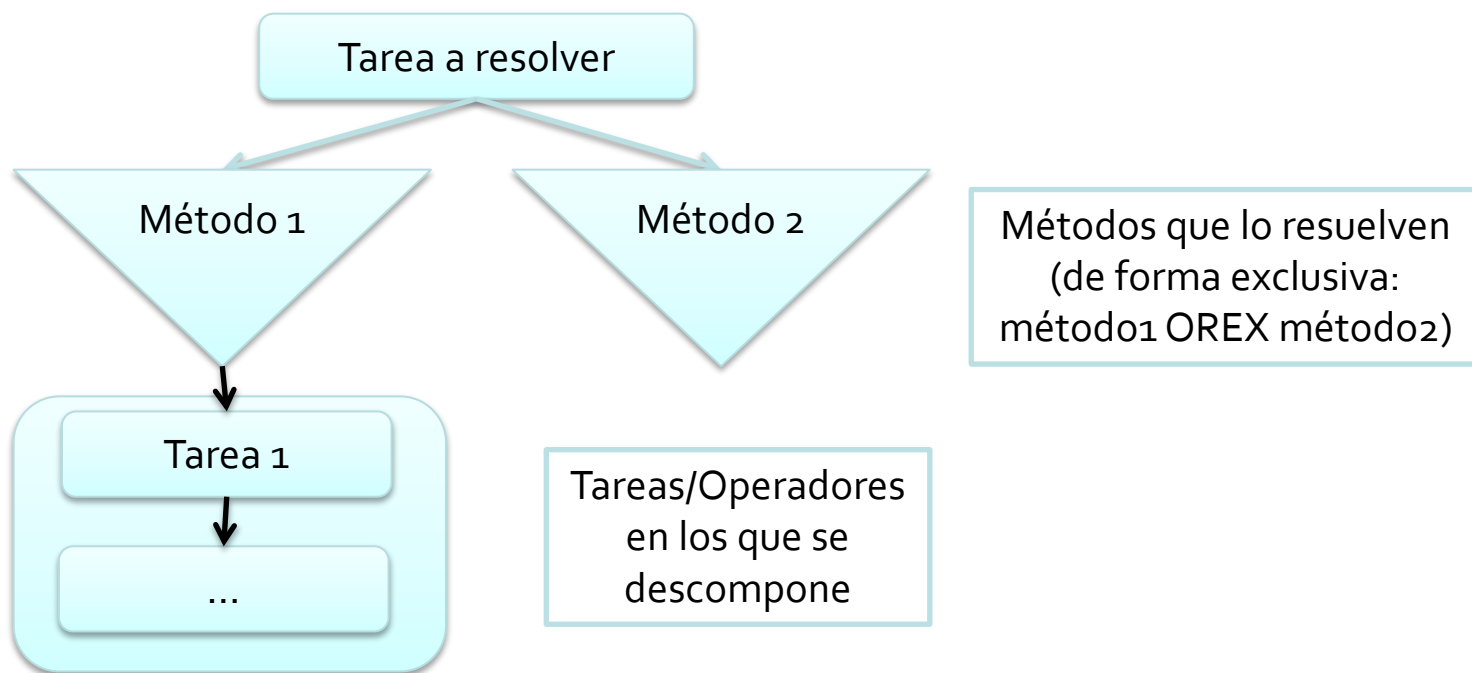 Tarea a resolver
Método 1
Método 2
Métodos que lo resuelven
(de forma exclusiva:
método1 OREX método2)
Tarea 1
...
Tareas/Operadores
en los que se
descompone